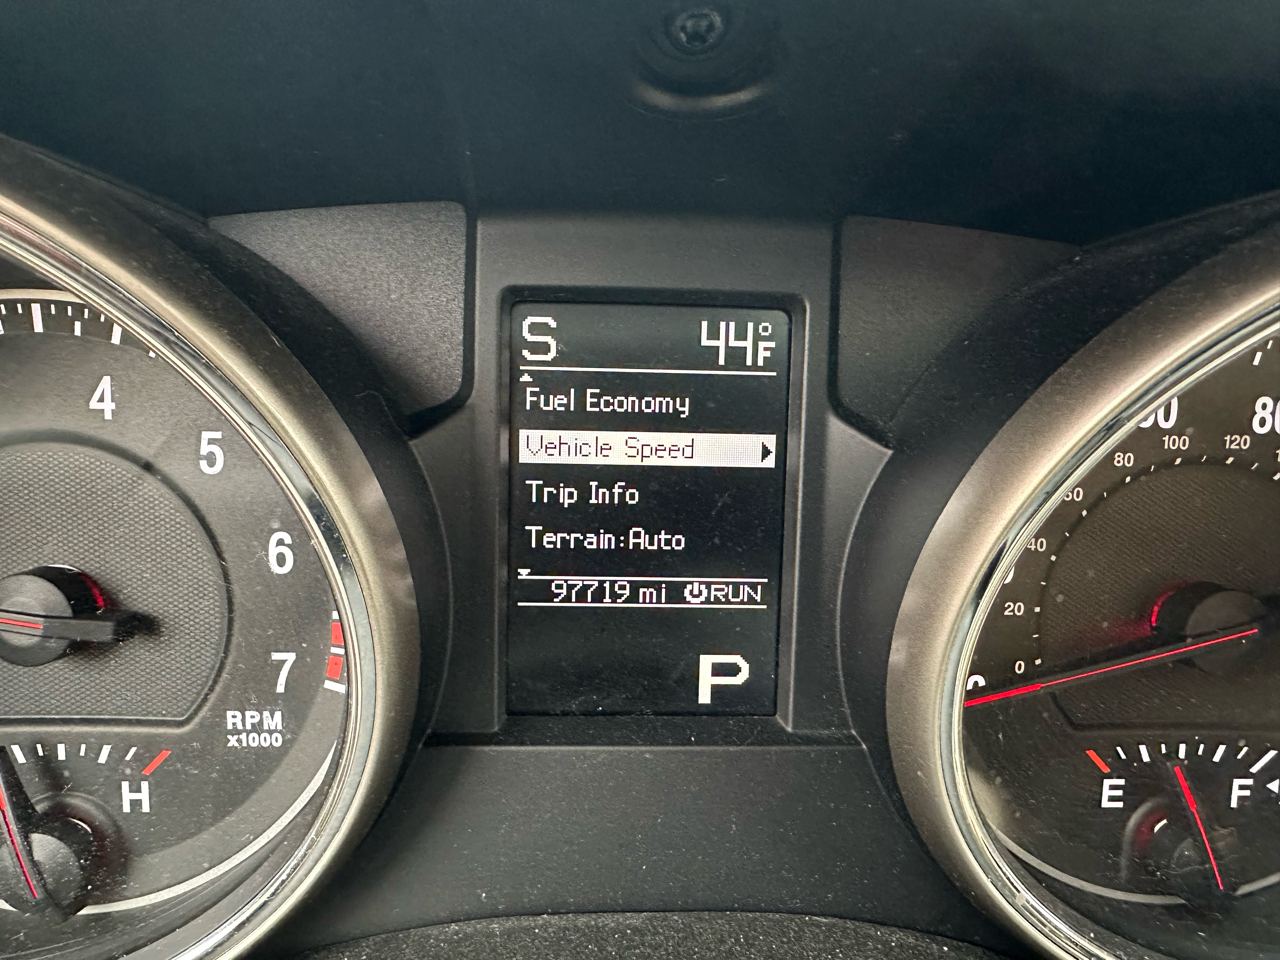 S 44°F
Fuel Economy
Vehicle Speed
Trip Info
Terrain:Auto
97719 mi RUN
P
4
5
6
7
RPM
x1000
H
80
100 120
80
40
20
0
E F